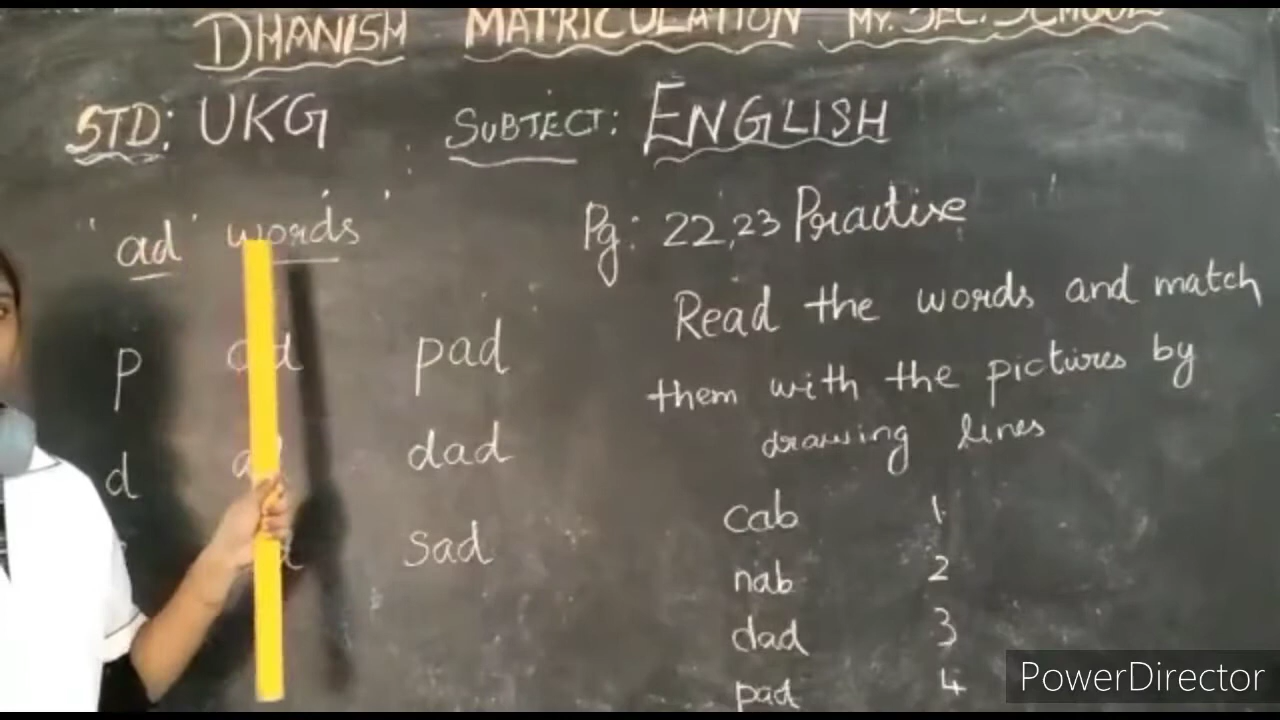 DHANISH MATRICULATION Hr. SEC. SCHOOL
STD: UKG SUBJECT: ENGLISH
"ad" words
p ad pad
d ad dad
sad
Pg: 22,23 Practise
Read the words and match
them with the pictures by
drawing lines
cab 1
nab 2
dad 3
pad 4
PowerDirector